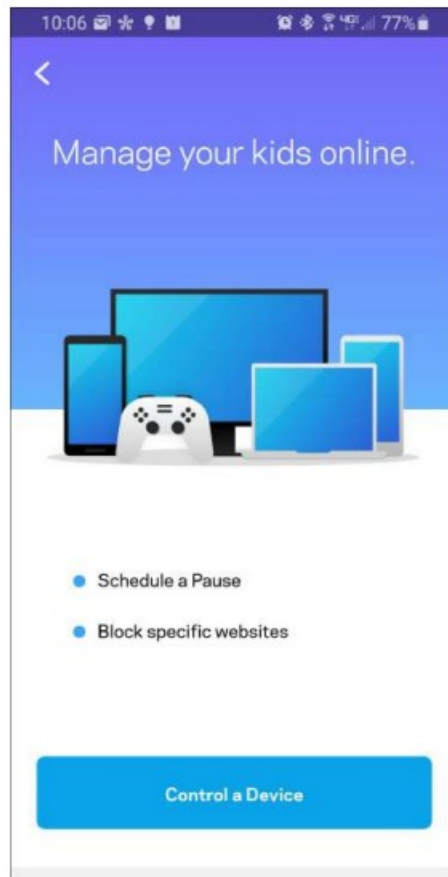 10:06 77%
Manage your kids online.
Schedule a Pause
Block specific websites
Control a Device